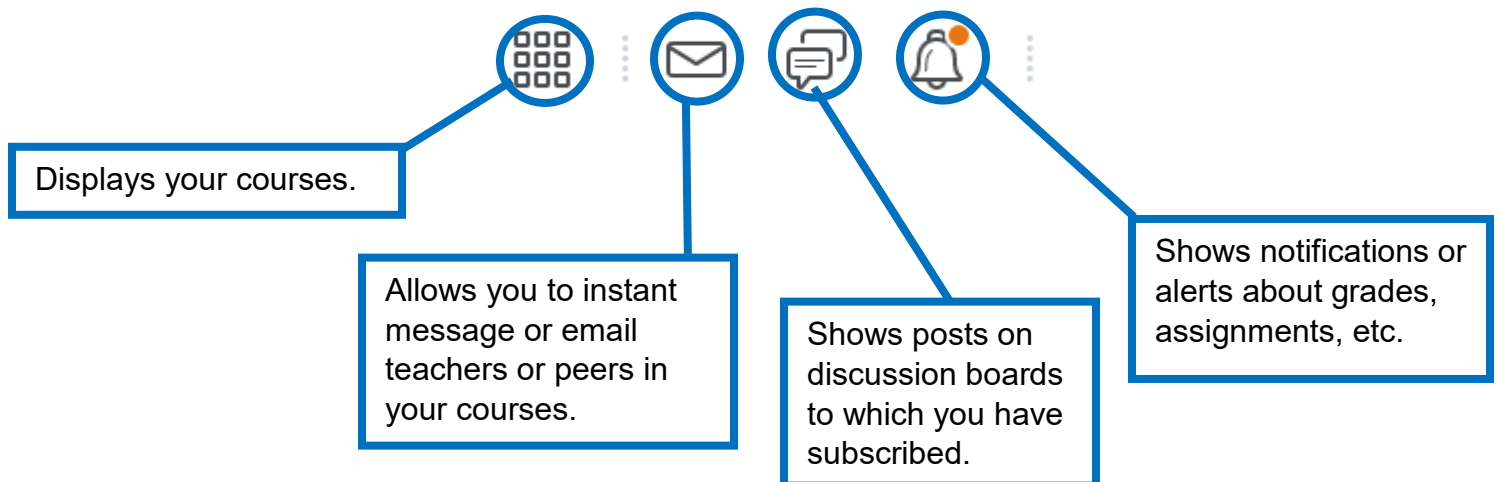 Displays your courses.
Allows you to instant
message or email
teachers or peers in
your courses.
Shows posts on
discussion boards
to which you have
subscribed.
Shows notifications or
alerts about grades,
assignments, etc.